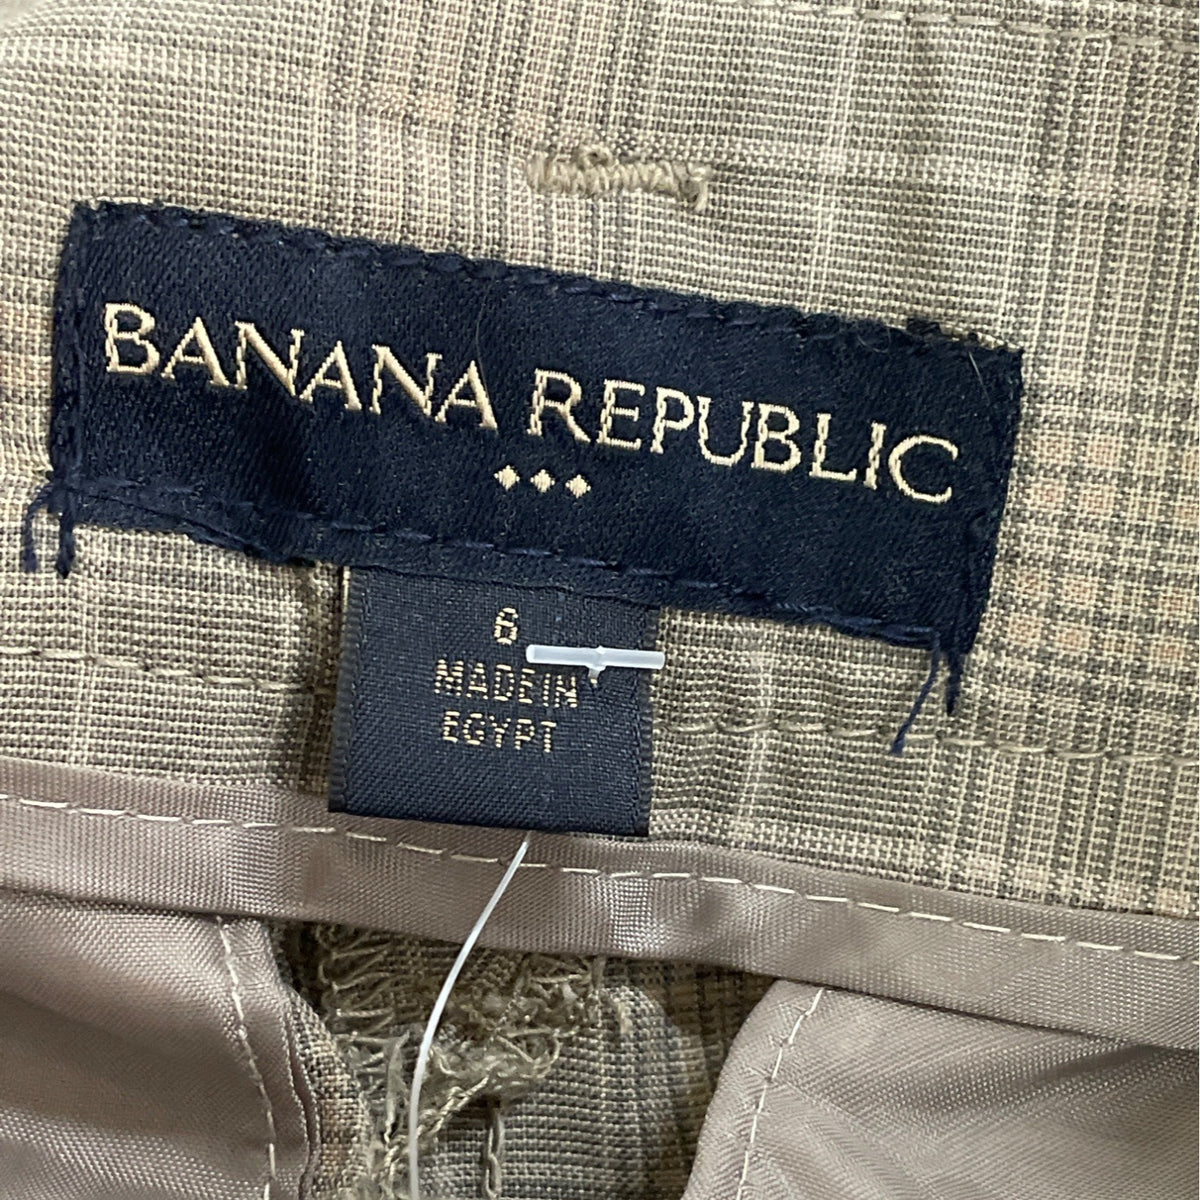 BANANA REPUBLIC
6
MADE IN
EGYPT